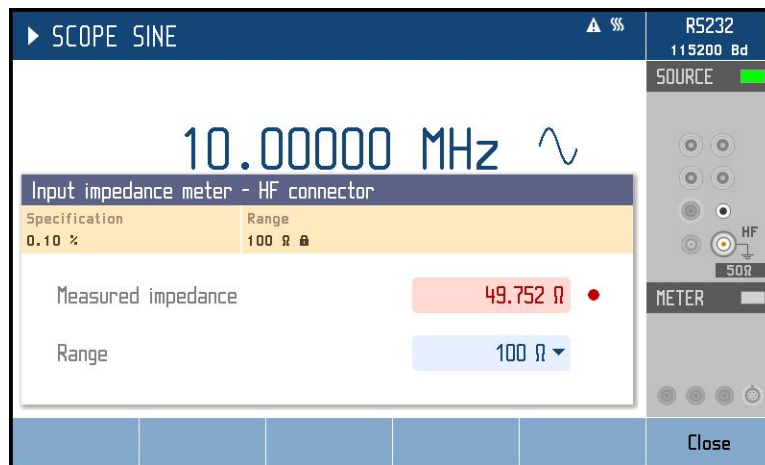 SCOPE SINE
RS232
115200 Bd
SOURCE
10.00000 MHz
Input impedance meter - HF connector
Specification
Range
0.10 %
100 Ω
HF
50Ω
Measured impedance
49.752 Ω
METER
Range
100 Ω
Close